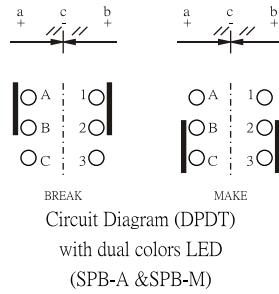 a c b a c b
+ - + + - +
A 1 A 1
B 2 B 2
C 3 C 3
BREAK MAKE
Circuit Diagram (DPDT)
with dual colors LED
(SPB-A &SPB-M)